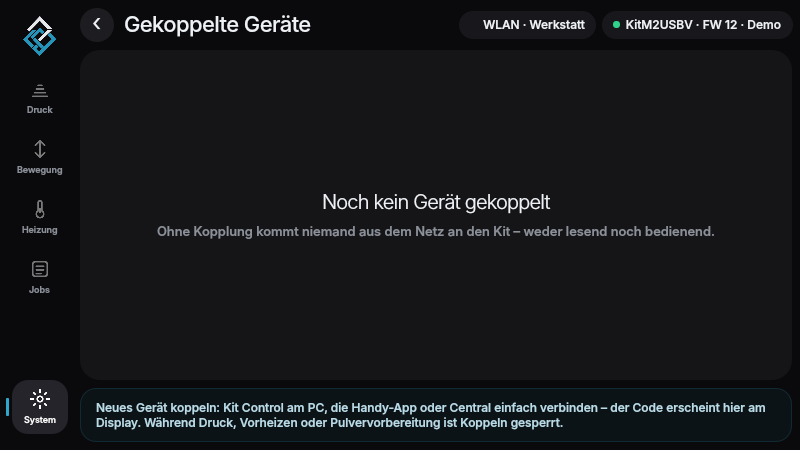 Gekoppelte Geräte
WLAN · Werkstatt
KitM2USBV · FW 12 · Demo
Druck
Bewegung
Heizung
Jobs
System
Noch kein Gerät gekoppelt
Ohne Kopplung kommt niemand aus dem Netz an den Kit – weder lesend noch bedienend.
Neues Gerät koppeln: Kit Control am PC, die Handy-App oder Central einfach verbinden – der Code erscheint hier am
Display. Während Druck, Vorheizen oder Pulvervorbereitung ist Koppeln gesperrt.